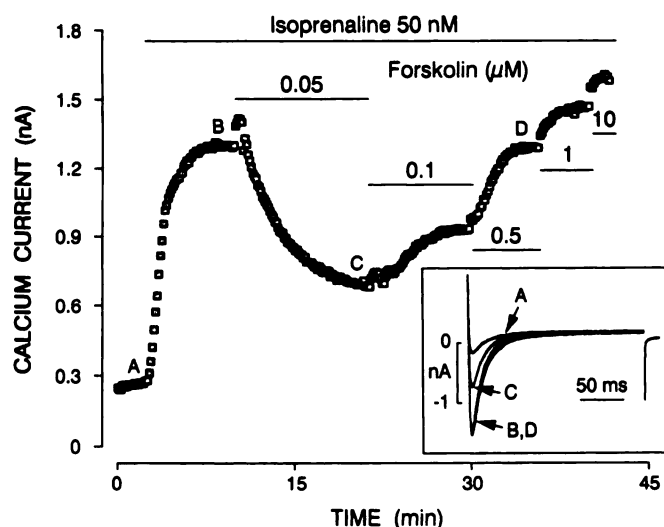 Isoprenaline 50 nM
Forskolin (µM)
0.05
0.1
0.5
1
10
CALCIUM CURRENT (nA)
1.8
1.5
1.2
0.9
0.6
0.3
0
A
B
C
D
0
nA
-1
A
C
B,D
50 ms
0
15
30
45
TIME (min)